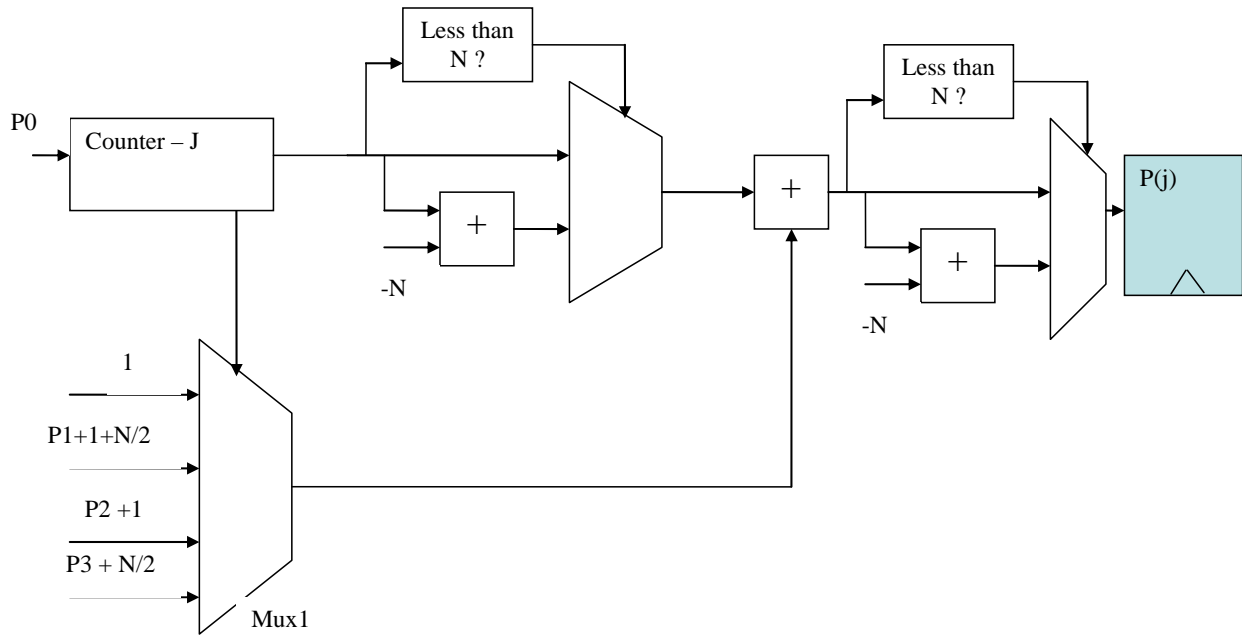 Less than
N ?
Less than
N ?
P0
Counter – J
P(j)
+
+
+
-N
-N
1
P1+1+N/2
P2 +1
P3 + N/2
Mux1